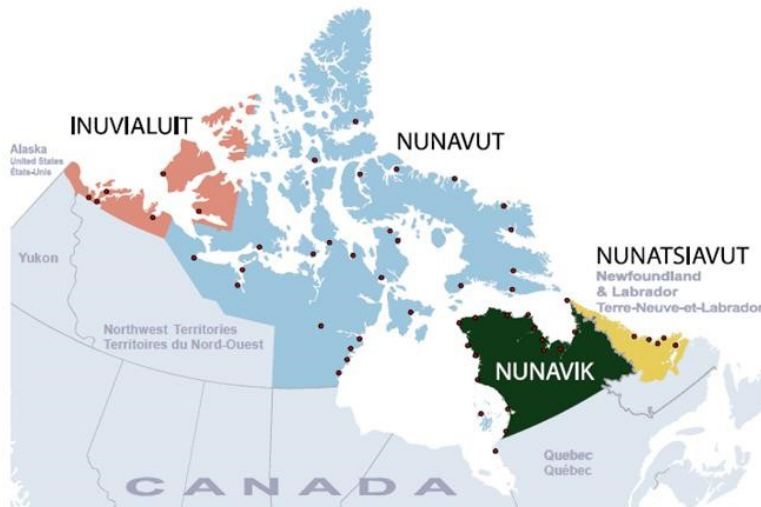 INUVIALUIT
NUNAVUT
Alaska
United States
États-Unis
NUNATSIAVUT
Newfoundland
& Labrador
Terre-Neuve-et-Labrador
Yukon
Northwest Territories
Territoires du Nord-Ouest
NUNAVIK
Quebec
Québec
CANADA